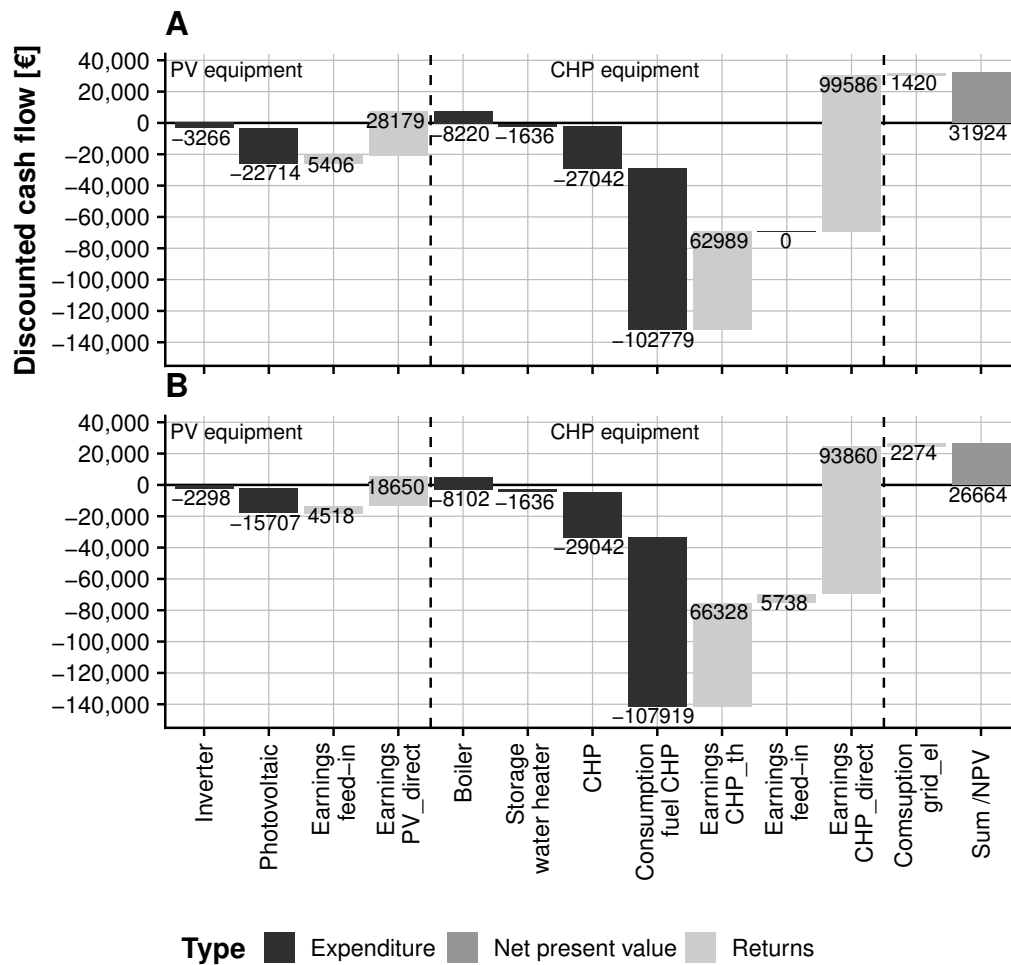 A
Discounted cash flow [€]
PV equipment
CHP equipment
40,000
20,000
0
−20,000
−40,000
−60,000
−80,000
−100,000
−120,000
−140,000
−3266
−22714
5406
28179
−8220
−1636
−27042
−102779
62989
0
99586
1420
31924
B
PV equipment
CHP equipment
40,000
20,000
0
−20,000
−40,000
−60,000
−80,000
−100,000
−120,000
−140,000
−2298
−15707
4518
18650
−8102
−1636
−29042
−107919
66328
5738
93860
2274
26664
Inverter
Photovoltaic
Earnings
feed−in
Earnings
PV_direct
Boiler
Storage
water heater
CHP
Consumption
fuel CHP
Earnings
CHP_th
Earnings
feed−in
Earnings
CHP_direct
Comsuption
grid_el
Sum /NPV
Type Expenditure Net present value Returns